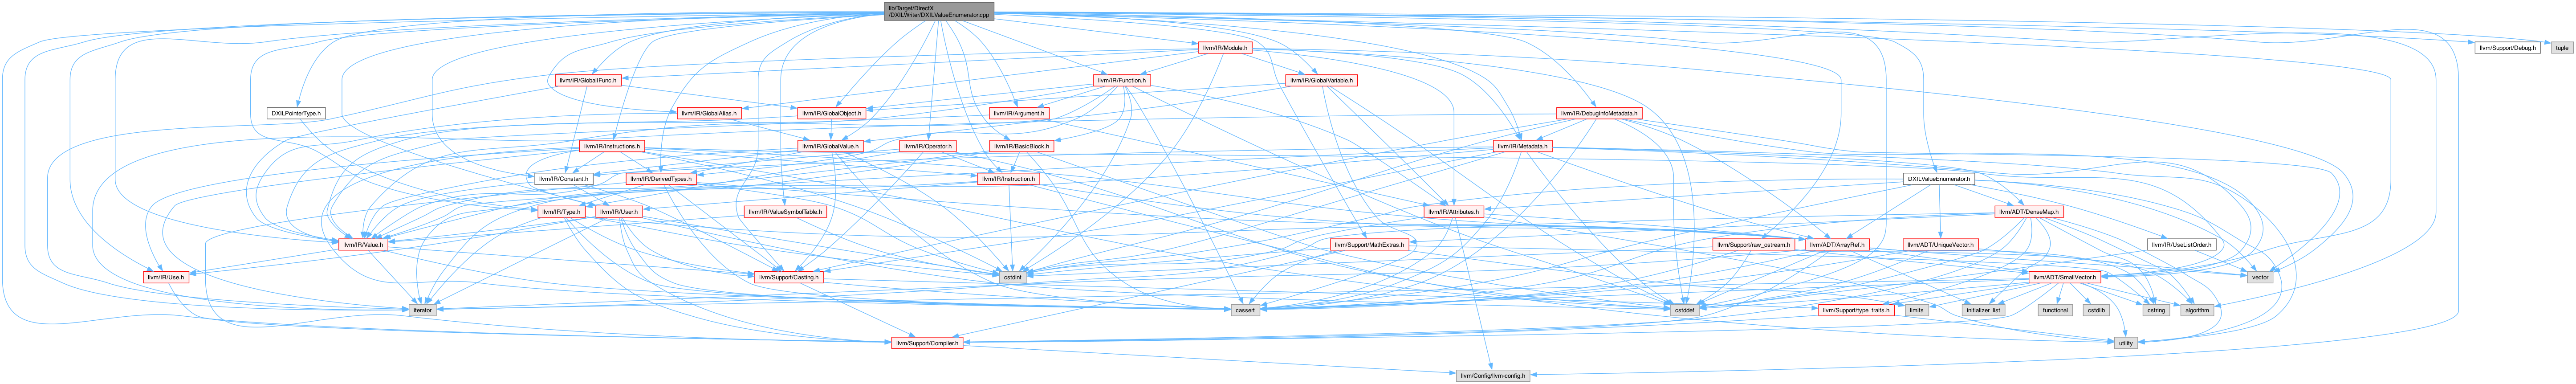 lib/Target/DirectX
/DXILWriter/DXILValueEnumerator.cpp
llvm/IR/Module.h
llvm/Support/Debug.h
tuple
llvm/IR/GlobalIFunc.h
llvm/IR/Function.h
llvm/IR/GlobalVariable.h
DXILPointerType.h
llvm/IR/GlobalAlias.h
llvm/IR/GlobalObject.h
llvm/IR/Argument.h
llvm/IR/DebugInfoMetadata.h
llvm/IR/Instructions.h
llvm/IR/GlobalValue.h
llvm/IR/Operator.h
llvm/IR/BasicBlock.h
llvm/IR/Metadata.h
llvm/IR/Constant.h
llvm/IR/DerivedTypes.h
llvm/IR/Instruction.h
DXILValueEnumerator.h
llvm/IR/Type.h
llvm/IR/User.h
llvm/IR/ValueSymbolTable.h
llvm/IR/Attributes.h
llvm/ADT/DenseMap.h
llvm/IR/Value.h
llvm/Support/MathExtras.h
llvm/Support/raw_ostream.h
llvm/ADT/ArrayRef.h
llvm/ADT/UniqueVector.h
llvm/IR/UseListOrder.h
llvm/IR/Use.h
llvm/Support/Casting.h
cstdint
llvm/ADT/SmallVector.h
vector
iterator
cassert
cstddef
llvm/Support/type_traits.h
limits
initializer_list
functional
cstdlib
cstring
algorithm
llvm/Support/Compiler.h
utility
llvm/Config/llvm-config.h